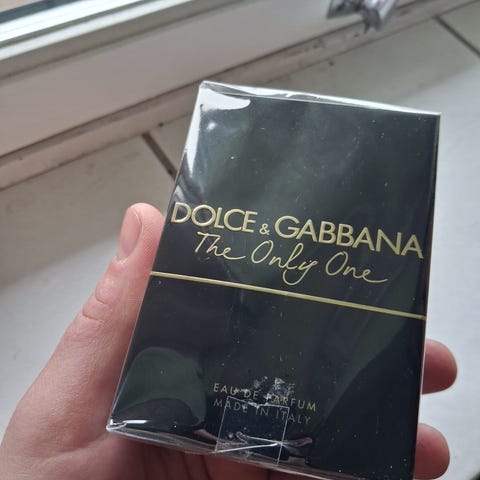 DOLCE & GABBANA
The Only One
EAU DE PARFUM
MADE IN ITALY